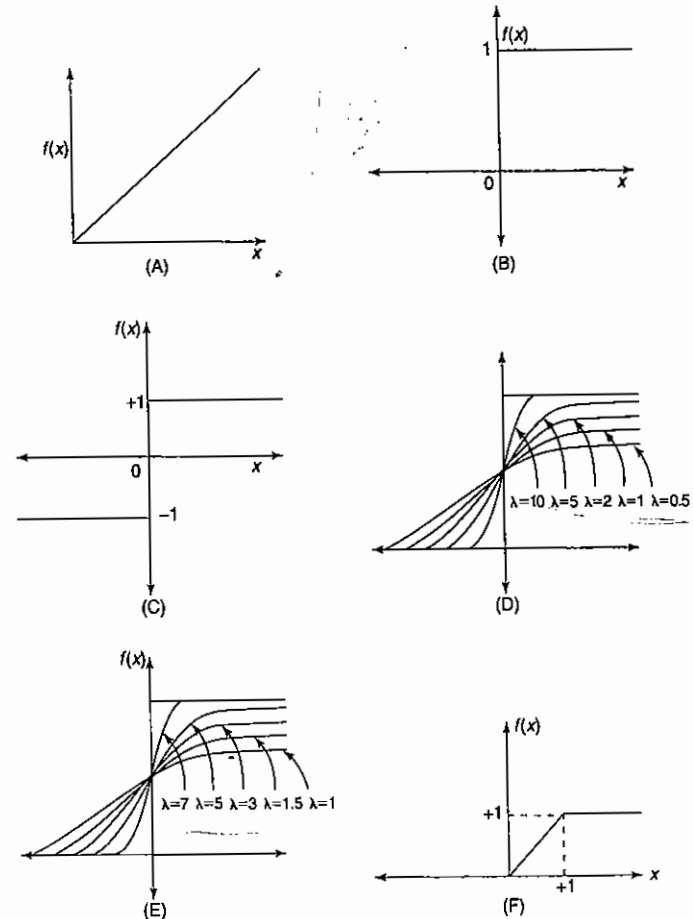 f(x)
x
(A)
f(x)
1
0
x
(B)
f(x)
+1
0
x
–1
(C)
λ=10 λ=5 λ=2 λ=1 λ=0.5
(D)
f(x)
λ=7 λ=5 λ=3 λ=1.5 λ=1
(E)
f(x)
+1
+1
x
(F)